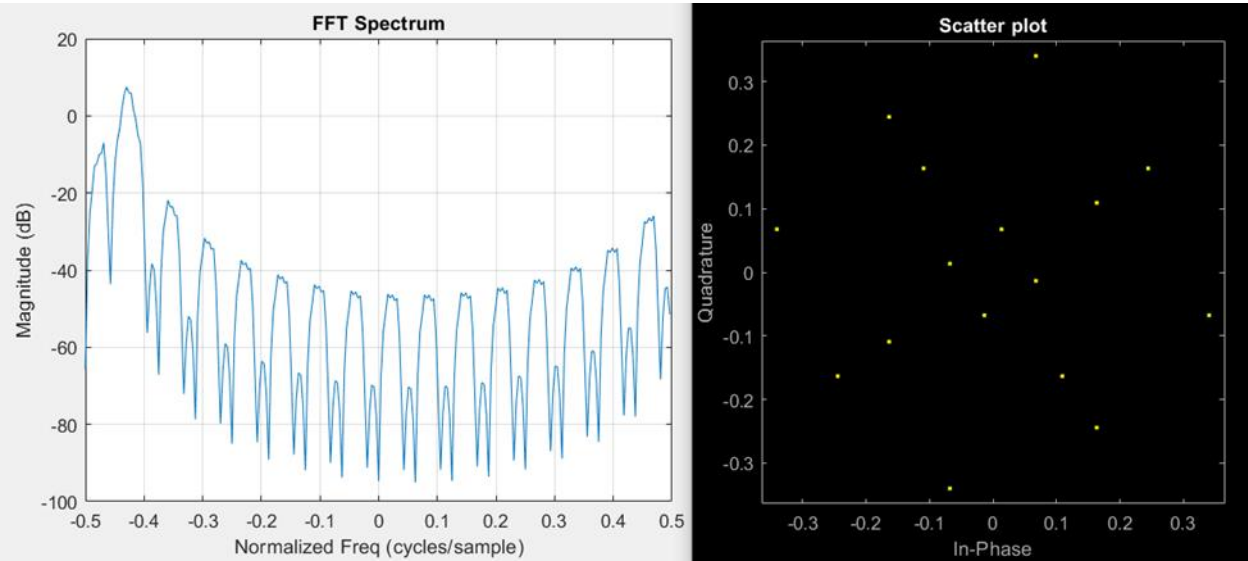 FFT Spectrum
20
0
-20
-40
-60
-80
-100
Magnitude (dB)
-0.5 -0.4 -0.3 -0.2 -0.1 0 0.1 0.2 0.3 0.4 0.5
Normalized Freq (cycles/sample)
Scatter plot
0.3
0.2
0.1
0
-0.1
-0.2
-0.3
Quadrature
-0.3 -0.2 -0.1 0 0.1 0.2 0.3
In-Phase